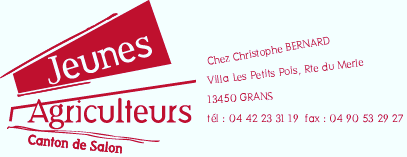 Jeunes
Agriculteurs
Canton de Salon
Chez Christophe BERNARD
Villa Les Petits Pois, Rte du Merle
13450 GRANS
tél : 04 42 23 31 19 fax : 04 90 53 29 27